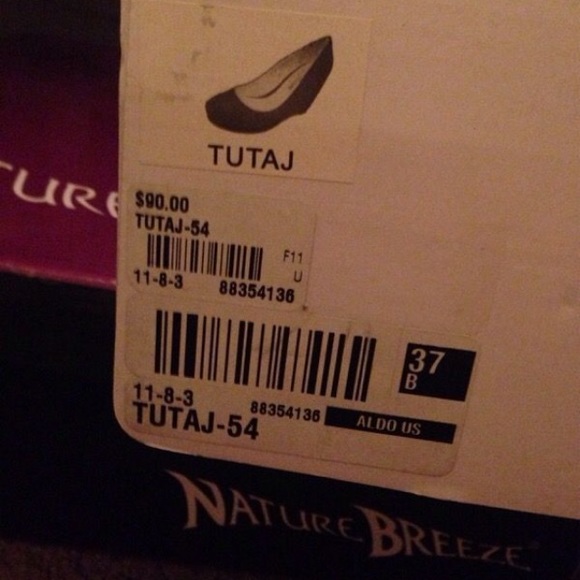 TUTAJ
$90.00
TUTAJ-54
F11
U
11-8-3 88354136
37
B
11-8-3 88354136
TUTAJ-54 ALDO US
TURE
NATURE BREEZE